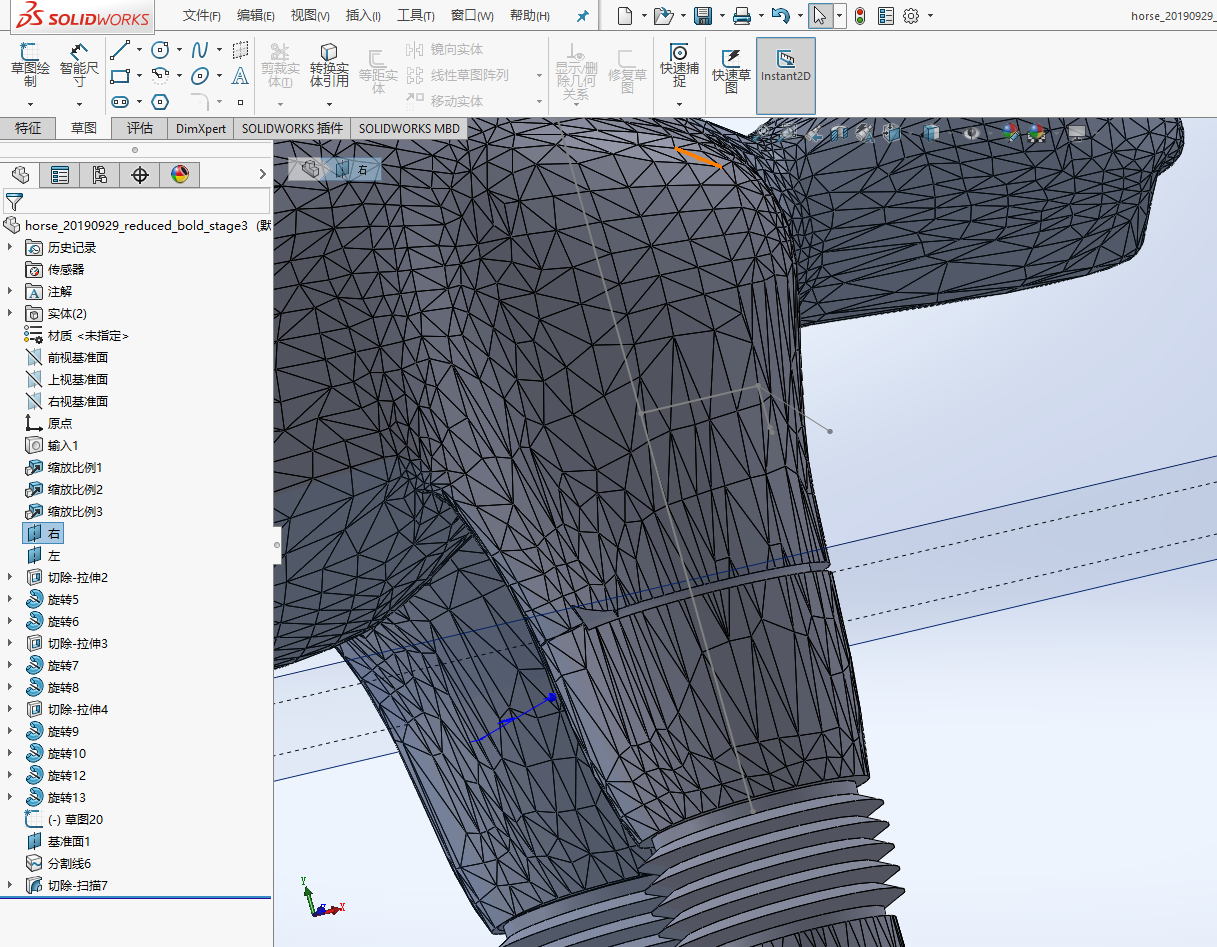 SOLIDWORKS
文件(F) 编辑(E) 视图(V) 插入(I) 工具(T) 窗口(W) 帮助(H)
horse_20190929_
草图绘制
智能尺寸
剪裁实体(T)
转换实体引用
等距实体
镜向实体
线性草图阵列
移动实体
显示/删除几何关系
修复草图
快速捕捉
快速草图
Instant2D
特征 草图 评估 DimXpert SOLIDWORKS 插件 SOLIDWORKS MBD
右
horse_20190929_reduced_bold_stage3 (默
历史记录
传感器
注解
实体(2)
材质 <未指定>
前视基准面
上视基准面
右视基准面
原点
输入1
缩放比例1
缩放比例2
缩放比例3
右
左
切除-拉伸2
旋转5
旋转6
切除-拉伸3
旋转7
旋转8
切除-拉伸4
旋转9
旋转10
旋转12
旋转13
(-) 草图20
基准面1
分割线6
切除-扫描7
Y
Z
X